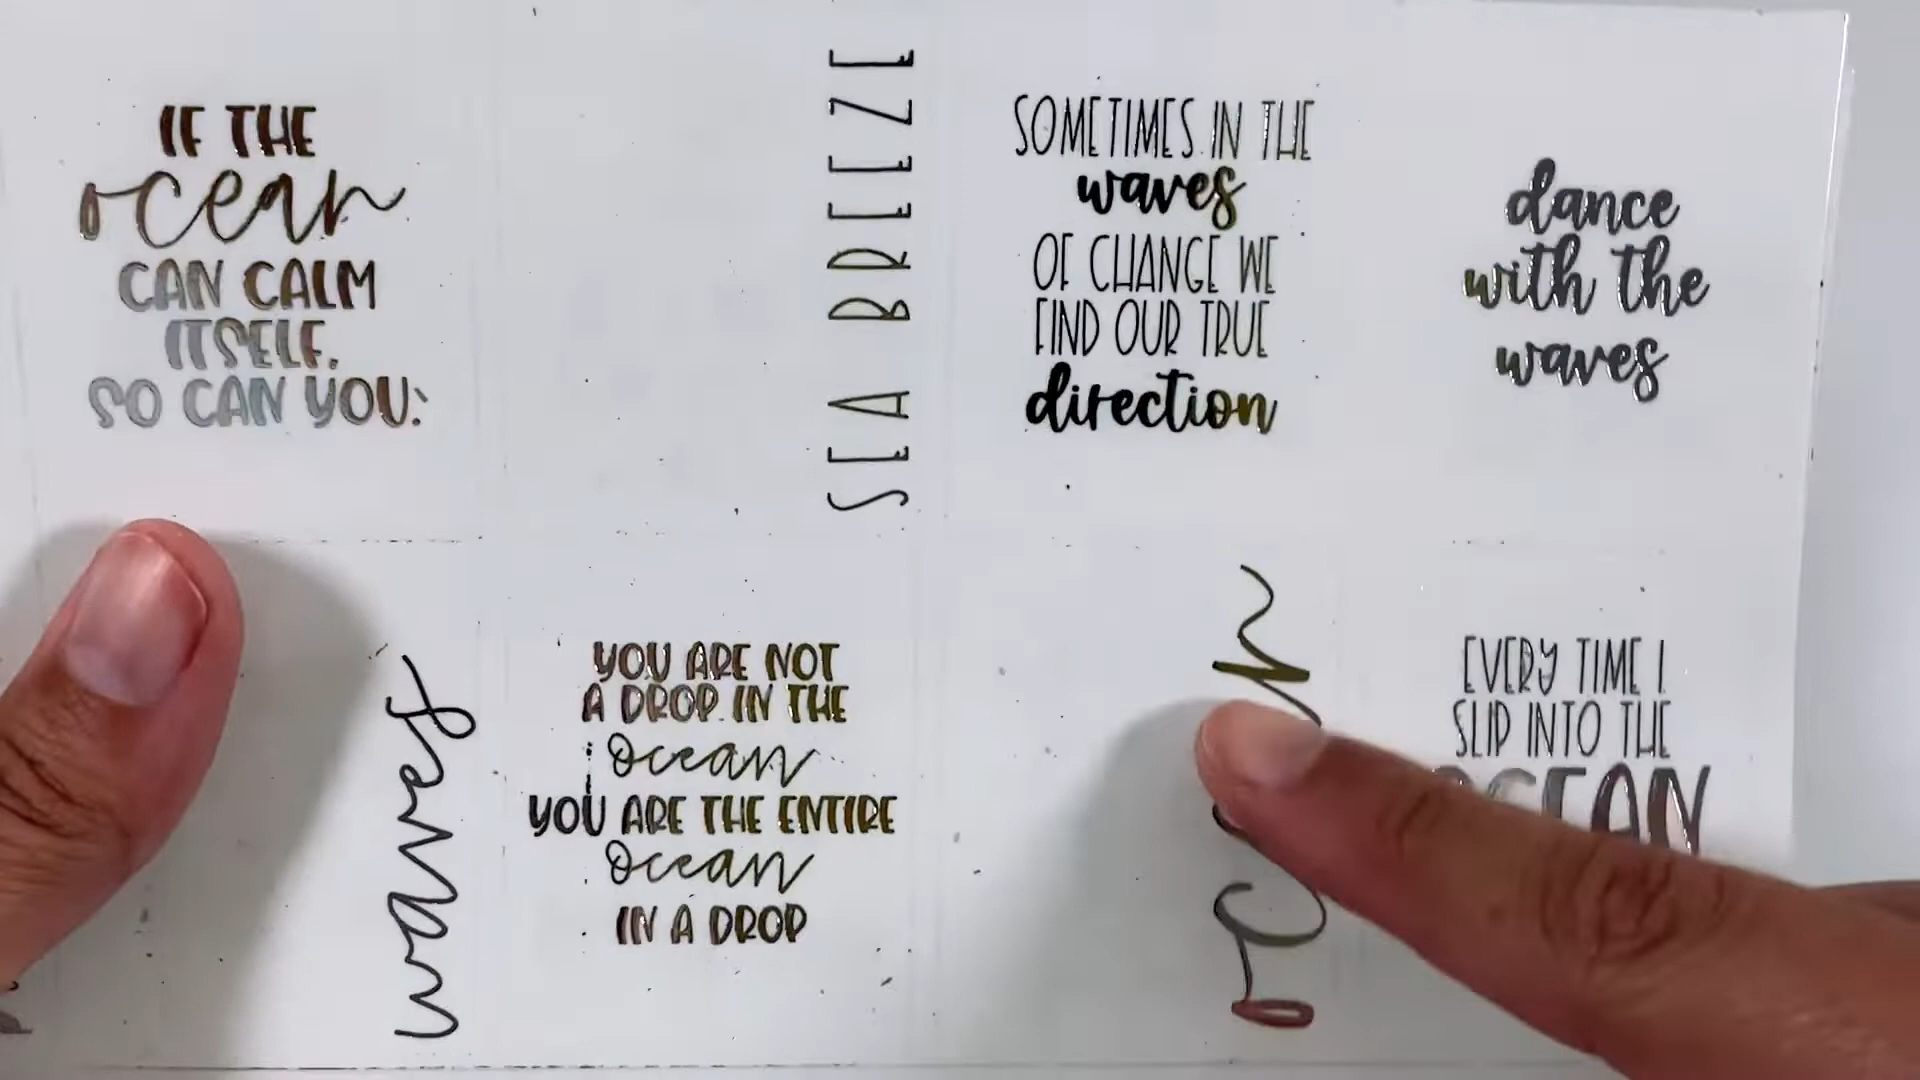 IF THE
ocean
CAN CALM
ITSELF,
SO CAN YOU.
SEA BREEZE
SOMETIMES IN THE
waves
OF CHANGE WE
FIND OUR TRUE
direction
dance
with the
waves
waves
YOU ARE NOT
A DROP IN THE
ocean
YOU ARE THE ENTIRE
ocean
IN A DROP
EVERY TIME I
SLIP INTO THE
OCEAN